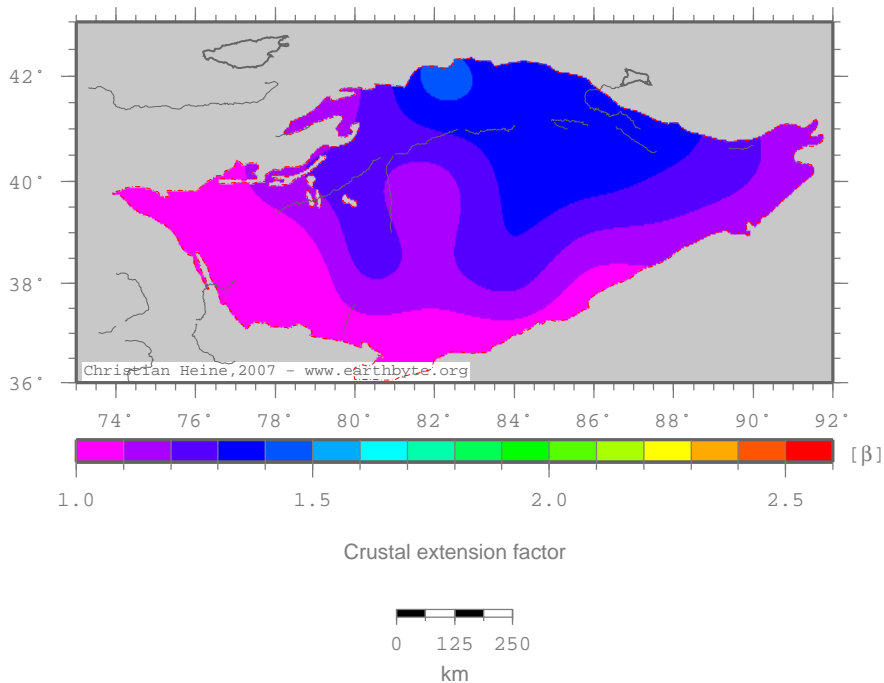 42°
40°
38°
36°
Christian Heine,2007 - www.earthbyte.org
74° 76° 78° 80° 82° 84° 86° 88° 90° 92°
[β]
1.0 1.5 2.0 2.5
Crustal extension factor
0 125 250
km